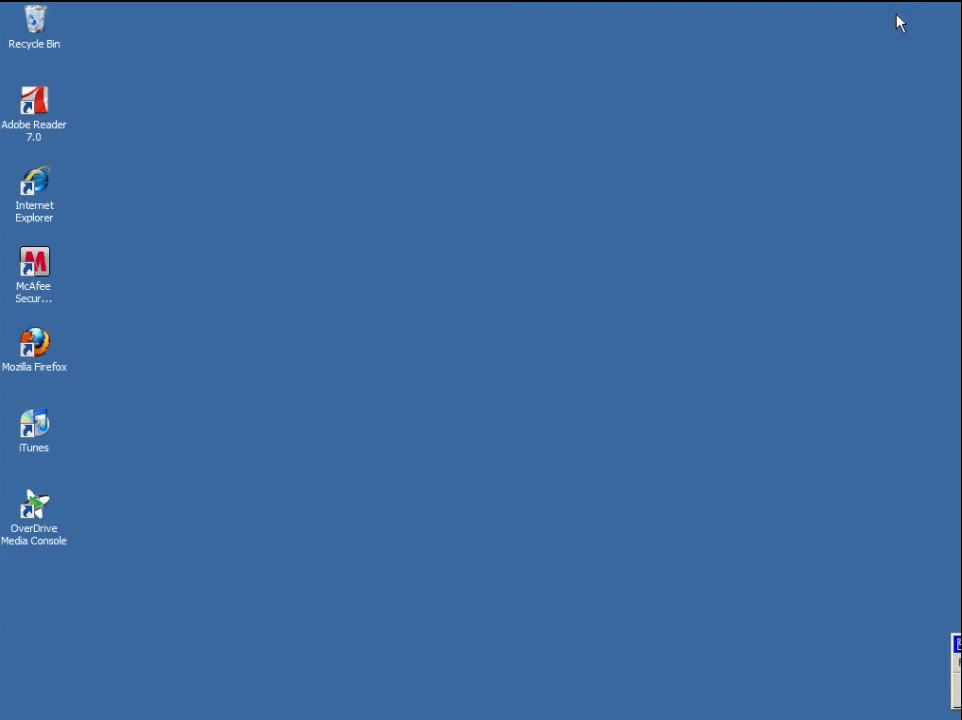 Recycle Bin
Adobe Reader
7.0
Internet
Explorer
McAfee
Secur...
Mozilla Firefox
iTunes
OverDrive
Media Console